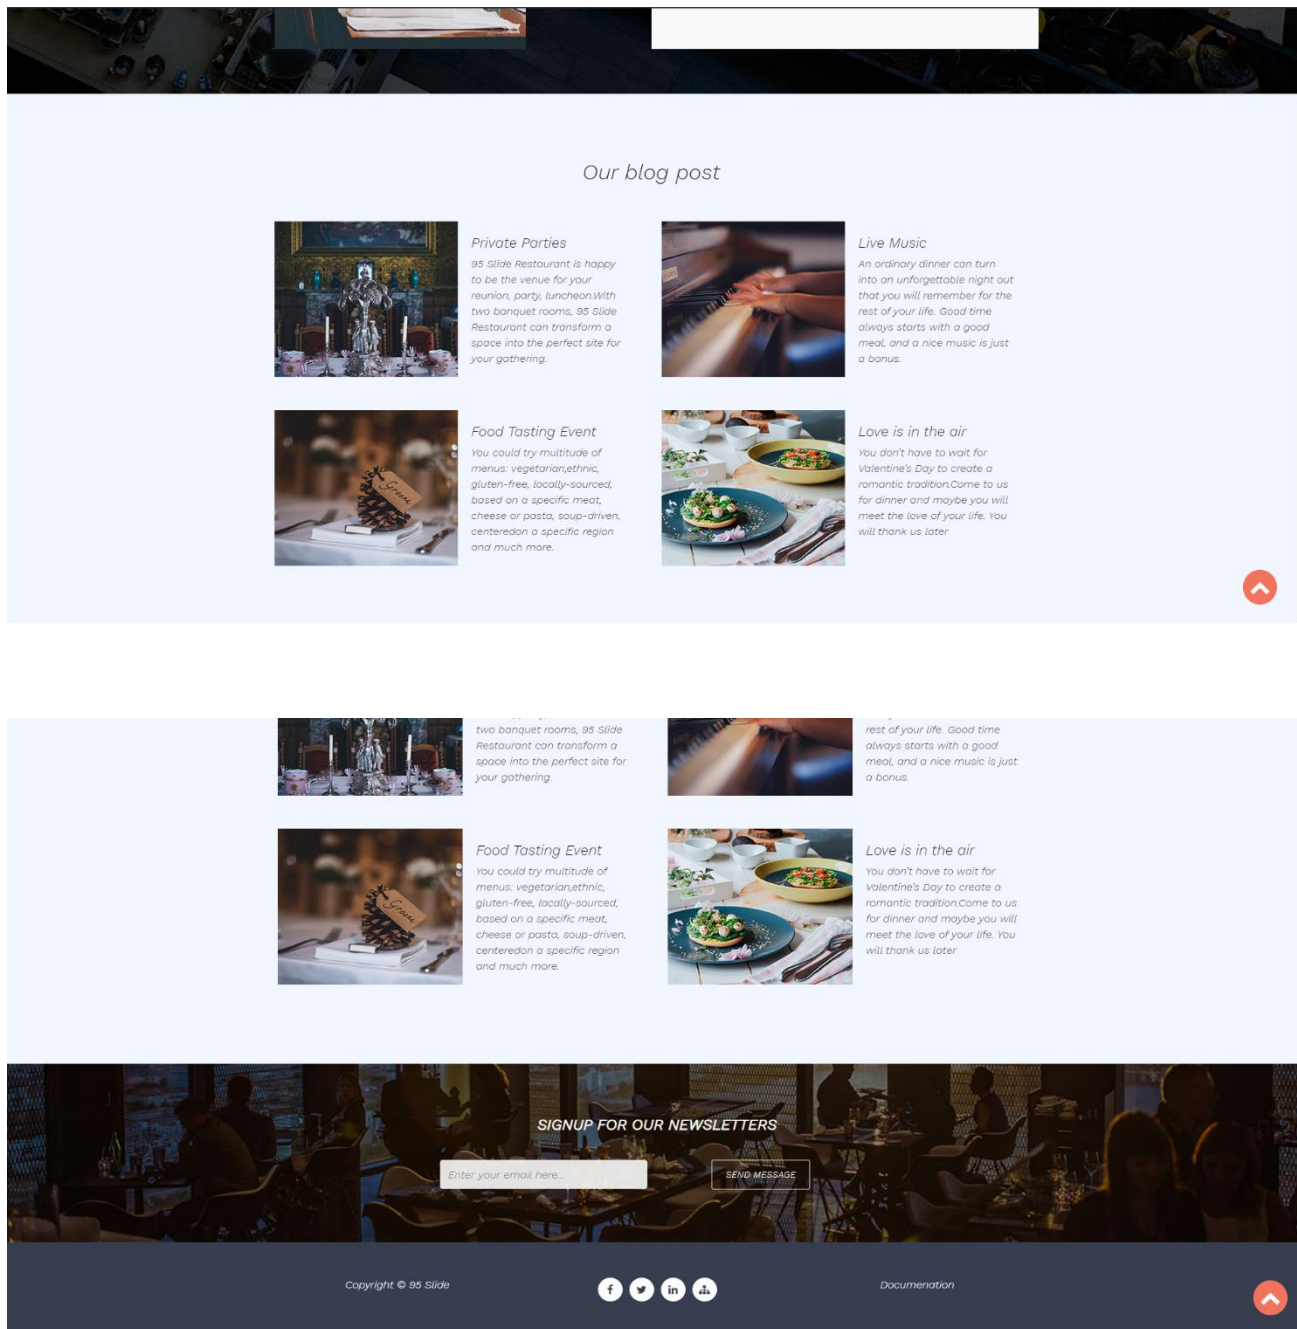 Our blog post
Private Parties
95 Slide Restaurant is happy
to be the venue for your
reunion, party, luncheon.With
two banquet rooms, 95 Slide
Restaurant can transform a
space into the perfect site for
your gathering.
Live Music
An ordinary dinner can turn
into an unforgettable night out
that you will remember for the
rest of your life. Good time
always starts with a good
meal, and a nice music is just
a bonus.
Food Tasting Event
You could try multitude of
menus: vegetarian,ethnic,
gluten-free, locally-sourced,
based on a specific meat,
cheese or pasta, soup-driven,
centeredon a specific region
and much more.
Groom
Love is in the air
You don't have to wait for
Valentine's Day to create a
romantic tradition.Come to us
for dinner and maybe you will
meet the love of your life. You
will thank us later
two banquet rooms, 95 Slide
Restaurant can transform a
space into the perfect site for
your gathering.
rest of your life. Good time
always starts with a good
meal, and a nice music is just
a bonus.
Food Tasting Event
You could try multitude of
menus: vegetarian,ethnic,
gluten-free, locally-sourced,
based on a specific meat,
cheese or pasta, soup-driven,
centeredon a specific region
and much more.
Groom
Love is in the air
You don't have to wait for
Valentine's Day to create a
romantic tradition.Come to us
for dinner and maybe you will
meet the love of your life. You
will thank us later
SIGNUP FOR OUR NEWSLETTERS
Enter your email here...
SEND MESSAGE
Copyright © 95 Slide
Documenation